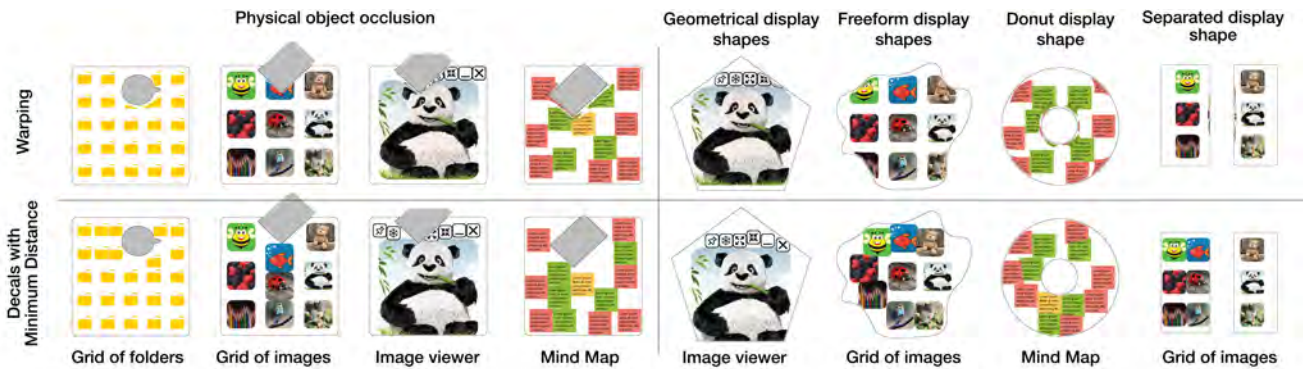 Physical object occlusion
Geometrical display
shapes
Freeform display
shapes
Donut display
shape
Separated display
shape
Warping
Decals with
Minimum Distance
Grid of folders
Grid of images
Image viewer
Mind Map
Image viewer
Grid of images
Mind Map
Grid of images